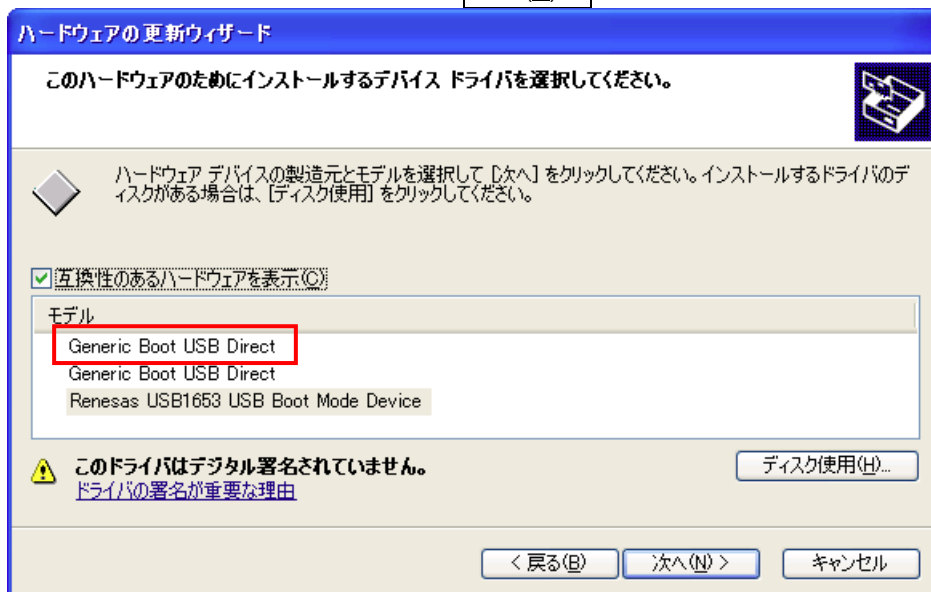 ハードウェアの更新ウィザード
このハードウェアのためにインストールするデバイス ドライバを選択してください。
ハードウェア デバイスの製造元とモデルを選択して [次へ] をクリックしてください。インストールするドライバのデ
ィスクがある場合は、[ディスク使用] をクリックしてください。
互換性のあるハードウェアを表示(C)
モデル
Generic Boot USB Direct
Generic Boot USB Direct
Renesas USB1653 USB Boot Mode Device
このドライバはデジタル署名されていません。
ディスク使用(H)...
ドライバの署名が重要な理由
< 戻る(B) 次へ(N) > キャンセル